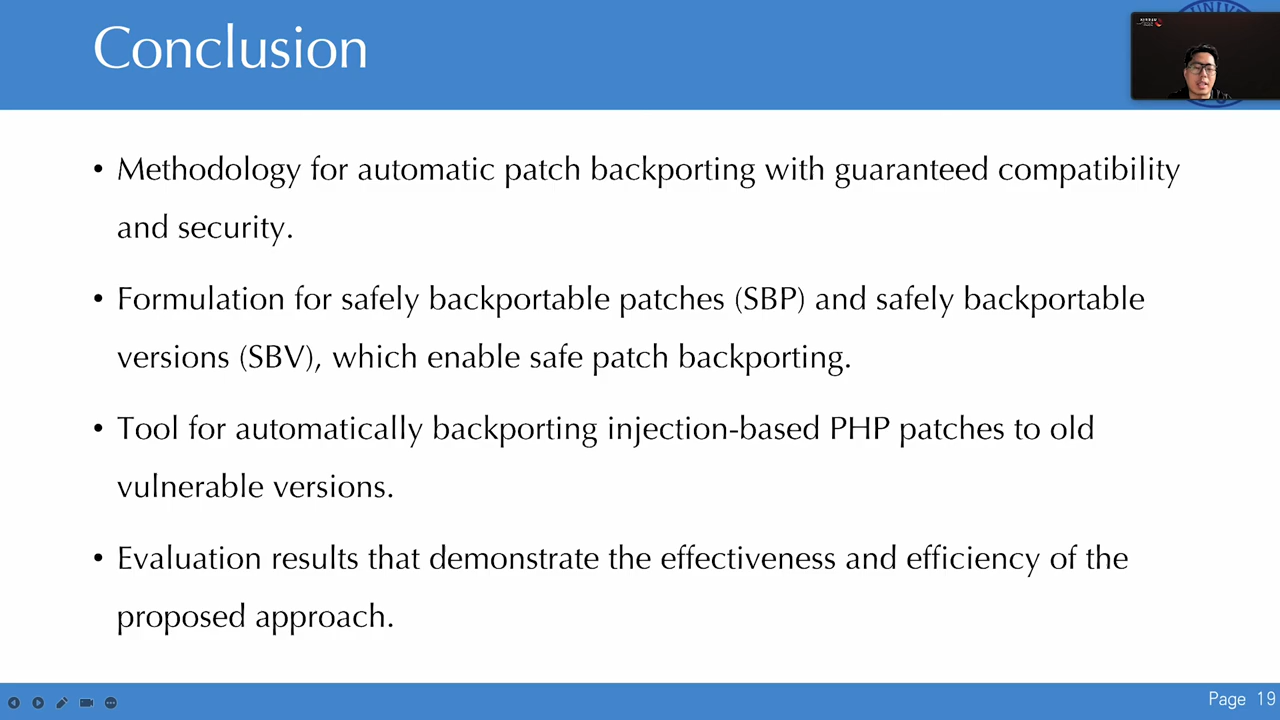 Conclusion
UNIVE
• Methodology for automatic patch backporting with guaranteed compatibility
and security.
• Formulation for safely backportable patches (SBP) and safely backportable
versions (SBV), which enable safe patch backporting.
• Tool for automatically backporting injection-based PHP patches to old
vulnerable versions.
• Evaluation results that demonstrate the effectiveness and efficiency of the
proposed approach.
Page 19